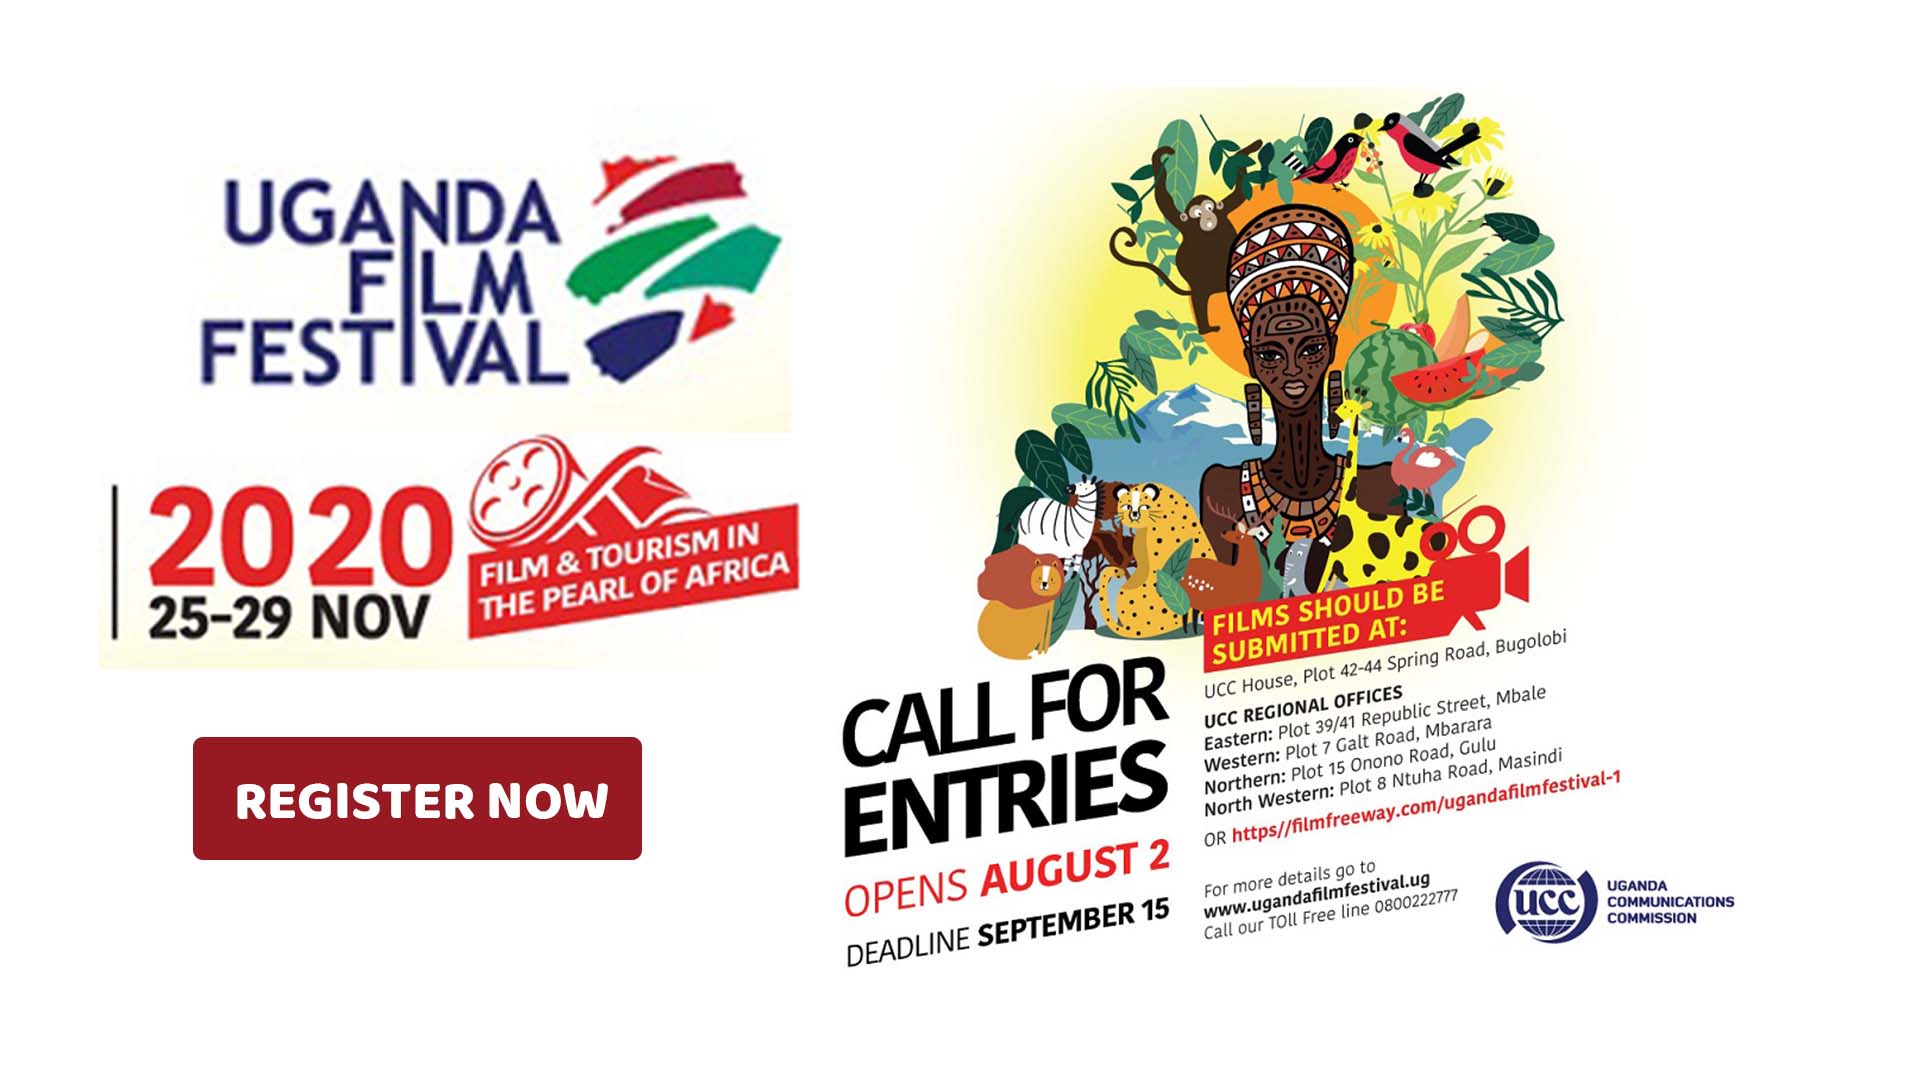 UGANDA
FILM
FESTIVAL
2020
25-29 NOV
FILM & TOURISM IN
THE PEARL OF AFRICA
REGISTER NOW
CALL FOR
ENTRIES
OPENS AUGUST 2
DEADLINE SEPTEMBER 15
FILMS SHOULD BE
SUBMITTED AT:
UCC House, Plot 42-44 Spring Road, Bugolobi
UCC REGIONAL OFFICES
Eastern: Plot 39/41 Republic Street, Mbale
Western: Plot 7 Galt Road, Mbarara
Northern: Plot 15 Onono Road, Gulu
North Western: Plot 8 Ntuha Road, Masindi
OR https//filmfreeway.com/ugandafilmfestival-1
For more details go to
www.ugandafilmfestival.ug
Call our TOll Free line 0800222777
ucc
UGANDA
COMMUNICATIONS
COMMISSION